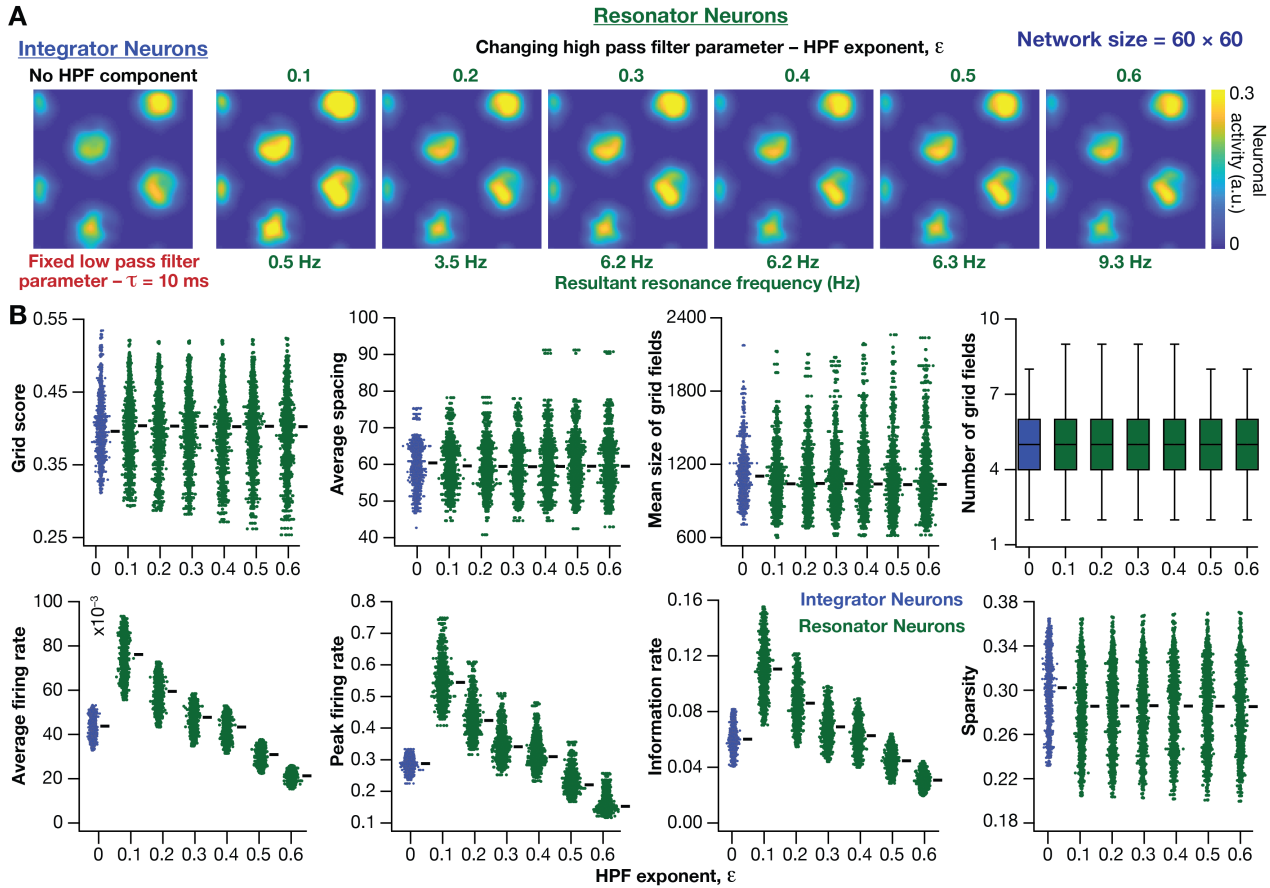 A
Resonator Neurons
Integrator Neurons
Changing high pass filter parameter – HPF exponent, ε
Network size = 60 × 60
No HPF component
0.1
0.2
0.3
0.4
0.5
0.6
0.3
Neuronal
activity (a.u.)
0
Fixed low pass filter
parameter – τ = 10 ms
0.5 Hz
3.5 Hz
6.2 Hz
6.2 Hz
6.3 Hz
9.3 Hz
Resultant resonance frequency (Hz)
B
Grid score
0.55
0.45
0.35
0.25
0 0.1 0.2 0.3 0.4 0.5 0.6
Average spacing
100
90
80
70
60
50
40
0 0.1 0.2 0.3 0.4 0.5 0.6
Mean size of grid fields
2400
1800
1200
600
0 0.1 0.2 0.3 0.4 0.5 0.6
Number of grid fields
10
7
4
1
0 0.1 0.2 0.3 0.4 0.5 0.6
Average firing rate
x10⁻³
100
80
60
40
20
0
0 0.1 0.2 0.3 0.4 0.5 0.6
Peak firing rate
0.8
0.7
0.6
0.5
0.4
0.3
0.2
0.1
0 0.1 0.2 0.3 0.4 0.5 0.6
Information rate
0.16
0.12
0.08
0.04
0.00
Integrator Neurons
Resonator Neurons
0 0.1 0.2 0.3 0.4 0.5 0.6
Sparsity
0.38
0.34
0.30
0.26
0.22
0.18
0 0.1 0.2 0.3 0.4 0.5 0.6
HPF exponent, ε